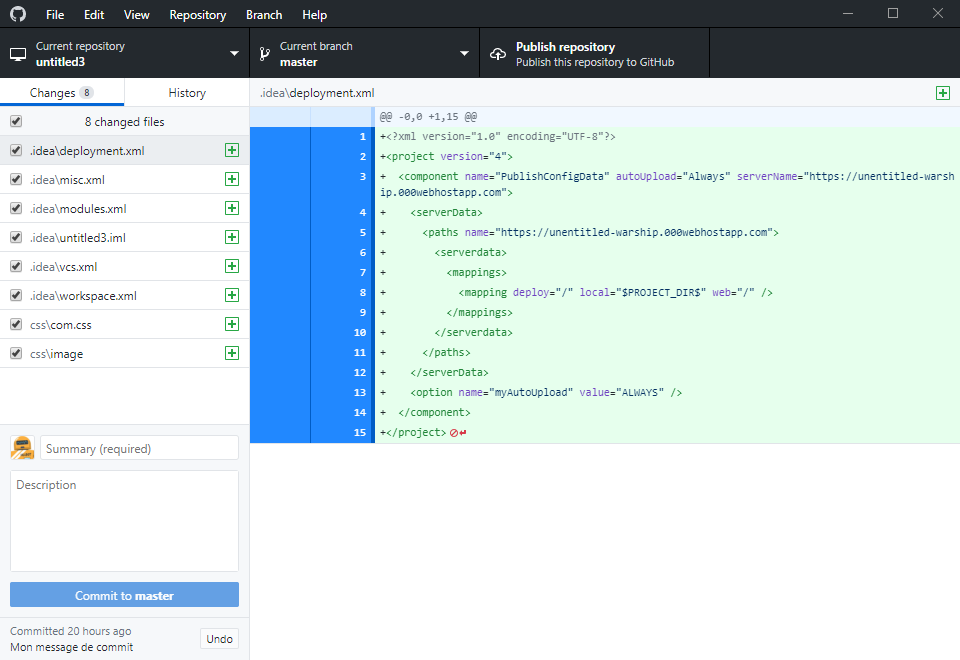 File Edit View Repository Branch Help
Current repository
untitled3
Current branch
master
Publish repository
Publish this repository to GitHub
Changes 8
History
8 changed files
.idea\deployment.xml
.idea\misc.xml
.idea\modules.xml
.idea\untitled3.iml
.idea\vcs.xml
.idea\workspace.xml
css\com.css
css\image
Summary (required)
Description
Commit to master
Committed 20 hours ago
Mon message de commit
Undo
.idea\deployment.xml
@@ -0,0 +1,15 @@
1 +<?xml version="1.0" encoding="UTF-8"?>
2 +<project version="4">
3 +  <component name="PublishConfigData" autoUpload="Always" serverName="https://unentitled-warsh
ip.000webhostapp.com">
4 +    <serverData>
5 +      <paths name="https://unentitled-warship.000webhostapp.com">
6 +        <serverdata>
7 +          <mappings>
8 +            <mapping deploy="/" local="$PROJECT_DIR$" web="/" />
9 +          </mappings>
10 +        </serverdata>
11 +      </paths>
12 +    </serverData>
13 +    <option name="myAutoUpload" value="ALWAYS" />
14 +  </component>
15 +</project>